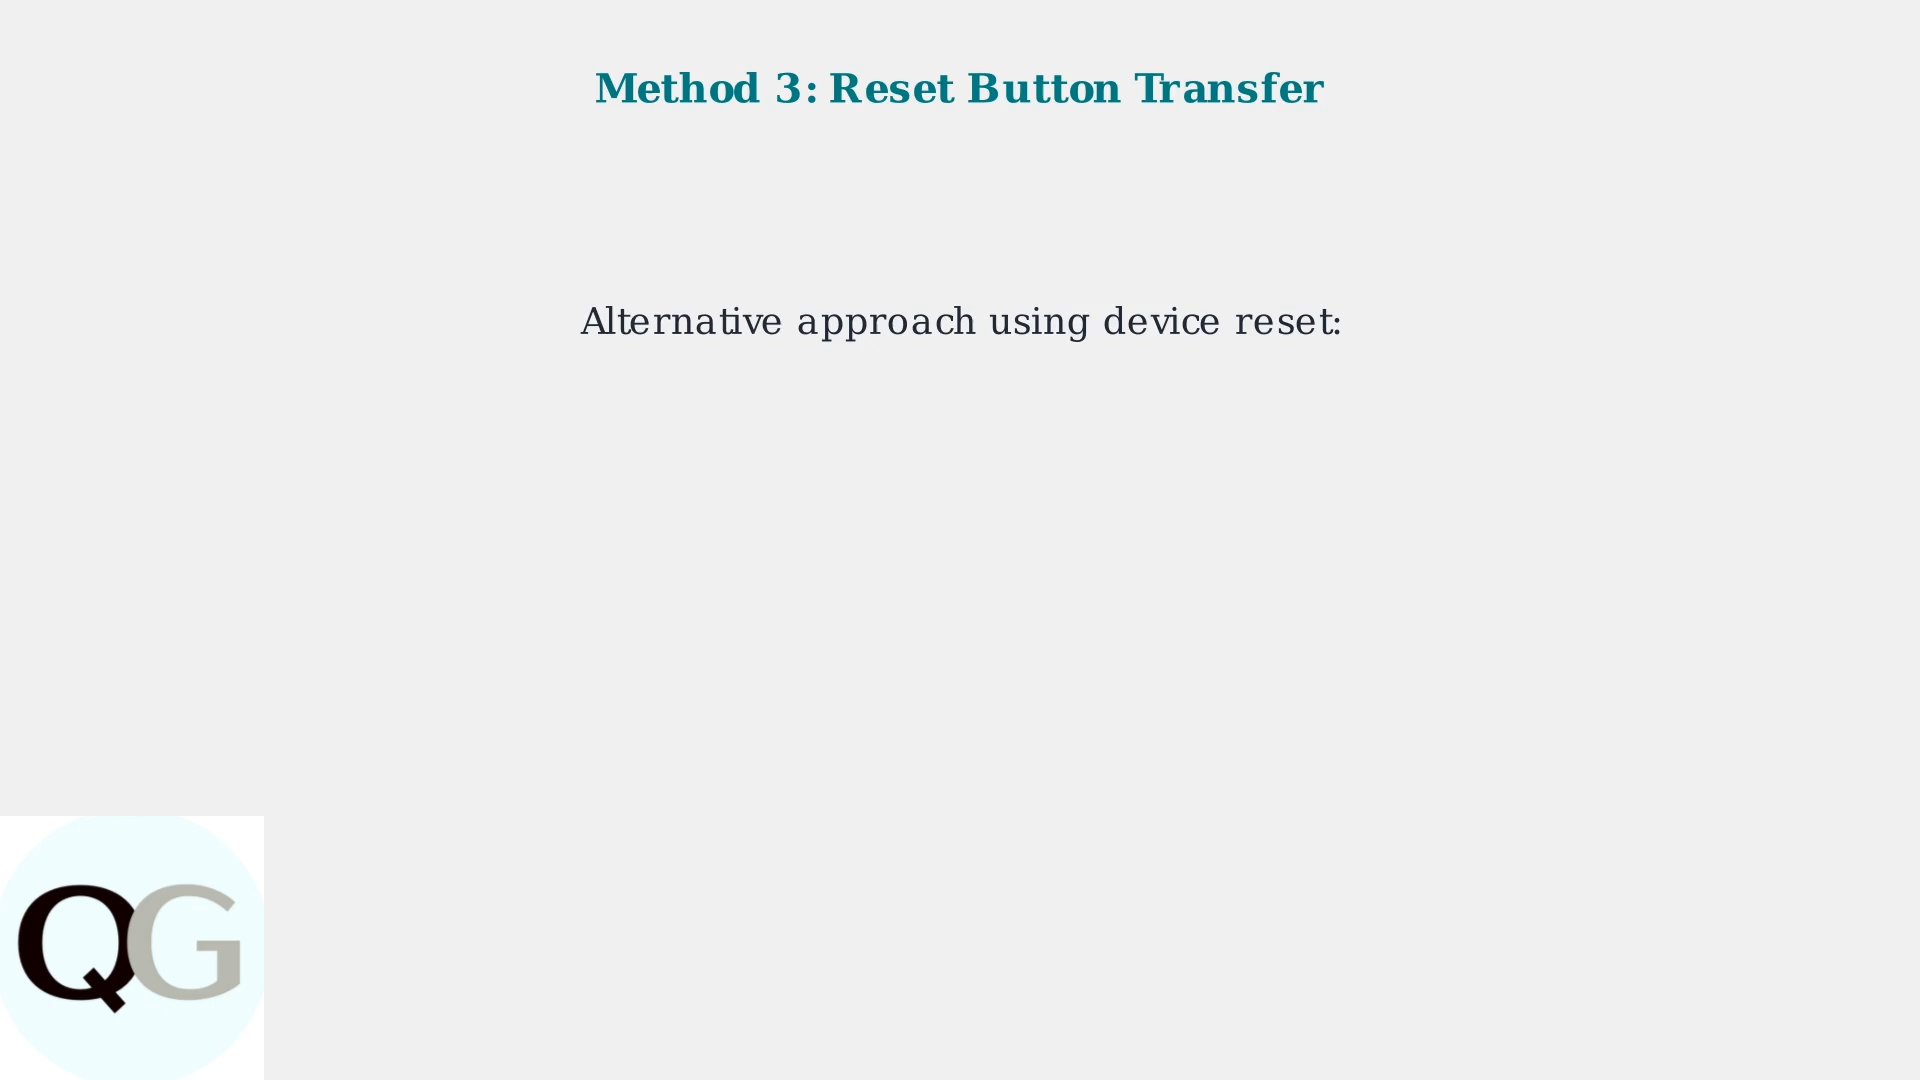 Method 3: Reset Button Transfer
Alternative approach using device reset:
QG